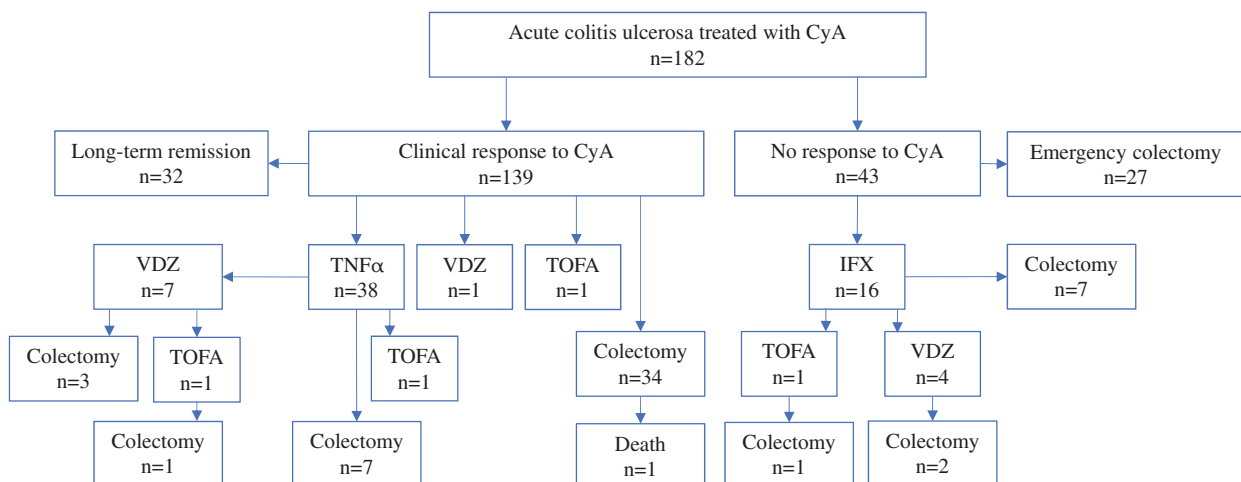 Acute colitis ulcerosa treated with CyA
n=182
Long-term remission
n=32
Clinical response to CyA
n=139
No response to CyA
n=43
Emergency colectomy
n=27
VDZ
n=7
TNFα
n=38
VDZ
n=1
TOFA
n=1
IFX
n=16
Colectomy
n=7
Colectomy
n=3
TOFA
n=1
TOFA
n=1
Colectomy
n=34
TOFA
n=1
VDZ
n=4
Colectomy
n=1
Colectomy
n=7
Death
n=1
Colectomy
n=1
Colectomy
n=2